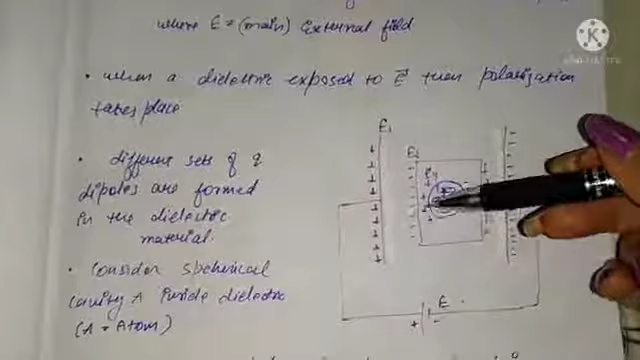 where E = (main) External field
• when a dielectric exposed to E⃗ then polarization
takes place
• different sets of
dipoles are formed
in the dielectric
material.
• Consider spherical
cavity A inside dielectric
(A = Atom)
E₁
E₂
E
+ -
K